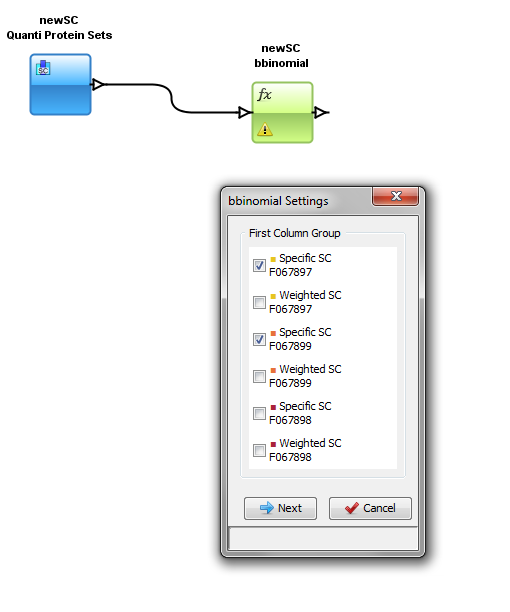 newSC
Quanti Protein Sets
SC
newSC
bbinomial
fx
bbinomial Settings
First Column Group
Specific SC
F067897
Weighted SC
F067897
Specific SC
F067899
Weighted SC
F067899
Specific SC
F067898
Weighted SC
F067898
Next
Cancel